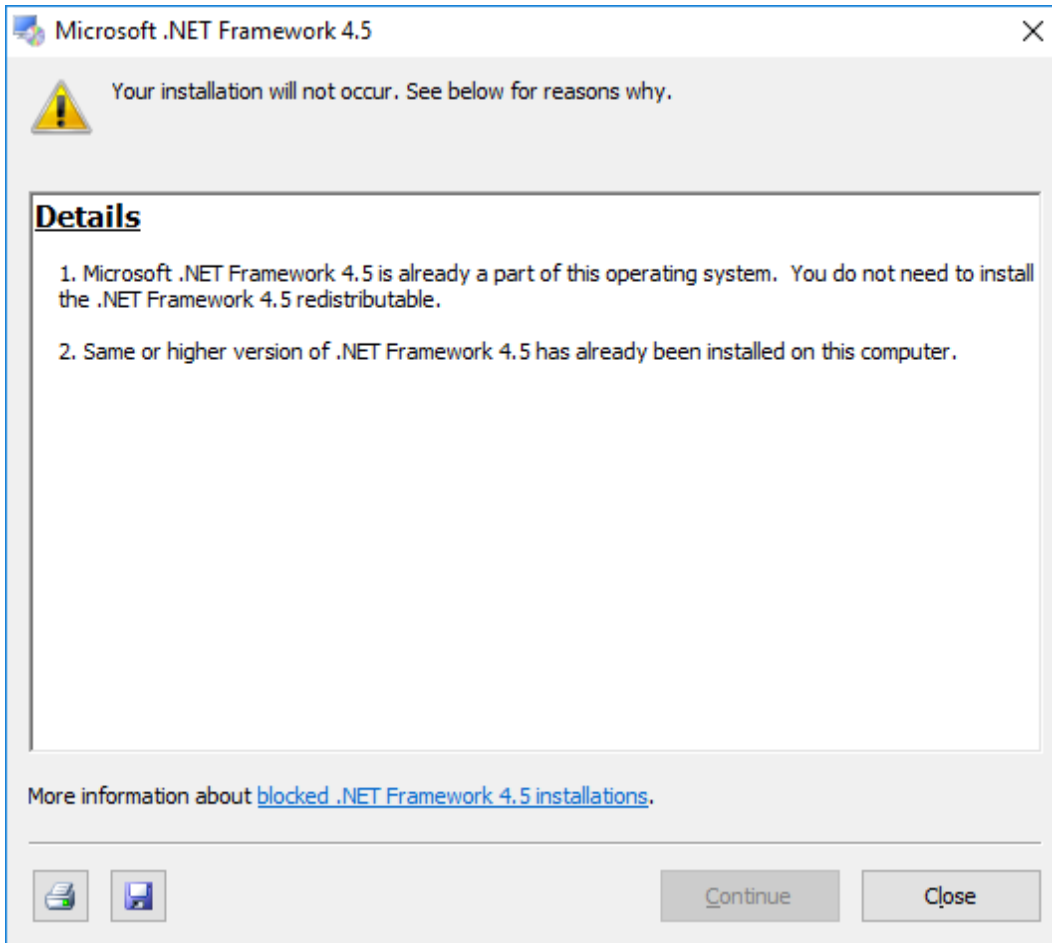 Microsoft .NET Framework 4.5
Your installation will not occur. See below for reasons why.
Details
1. Microsoft .NET Framework 4.5 is already a part of this operating system.  You do not need to install
the .NET Framework 4.5 redistributable.
2. Same or higher version of .NET Framework 4.5 has already been installed on this computer.
More information about blocked .NET Framework 4.5 installations.
Continue
Close